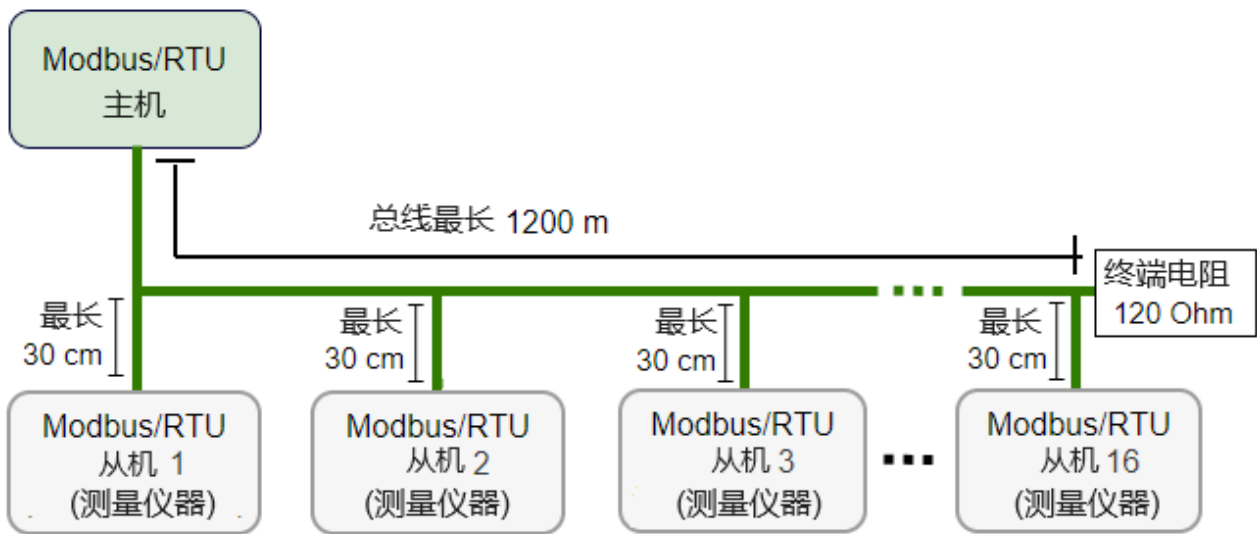 Modbus/RTU
主机
总线最长 1200 m
终端电阻
120 Ohm
最长
30 cm
最长
30 cm
最长
30 cm
最长
30 cm
Modbus/RTU
从机 1
(测量仪器)
Modbus/RTU
从机 2
(测量仪器)
Modbus/RTU
从机 3
(测量仪器)
Modbus/RTU
从机 16
(测量仪器)